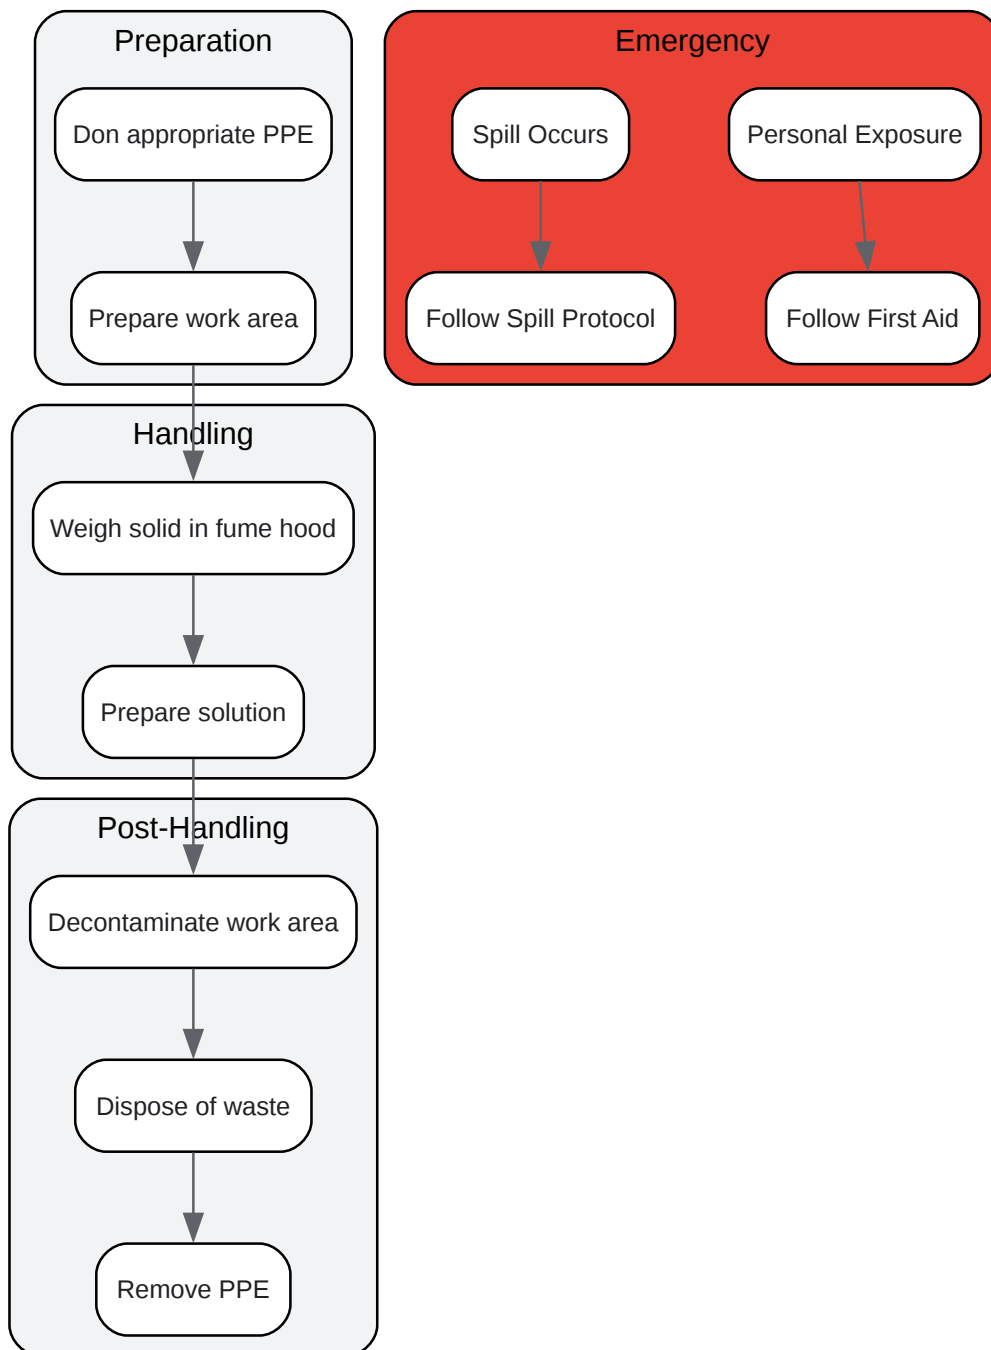 Preparation
Don appropriate PPE
Prepare work area
Handling
Weigh solid in fume hood
Prepare solution
Post-Handling
Decontaminate work area
Dispose of waste
Remove PPE
Emergency
Spill Occurs
Personal Exposure
Follow Spill Protocol
Follow First Aid